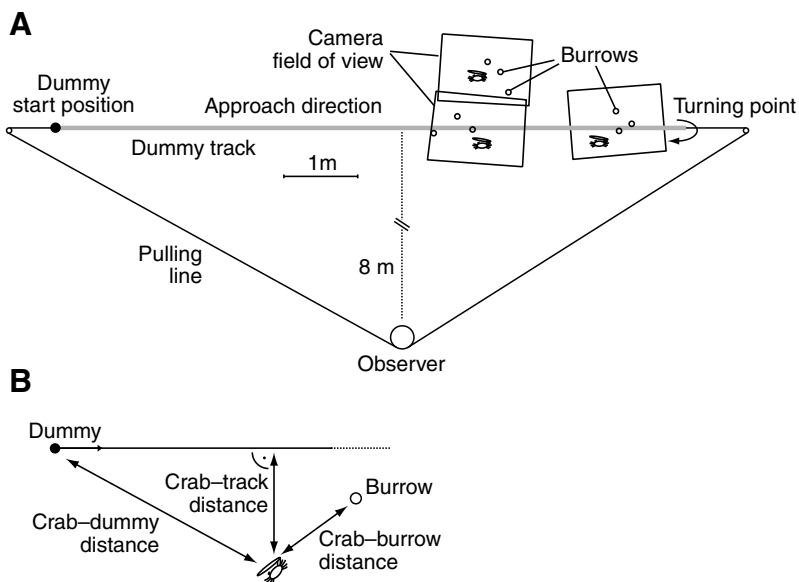 A
Camera
field of view
Burrows
Dummy
start position
Approach direction
Turning point
Dummy track
1m
Pulling
line
8 m
Observer
B
Dummy
Crab–track
distance
Burrow
Crab–dummy
distance
Crab–burrow
distance